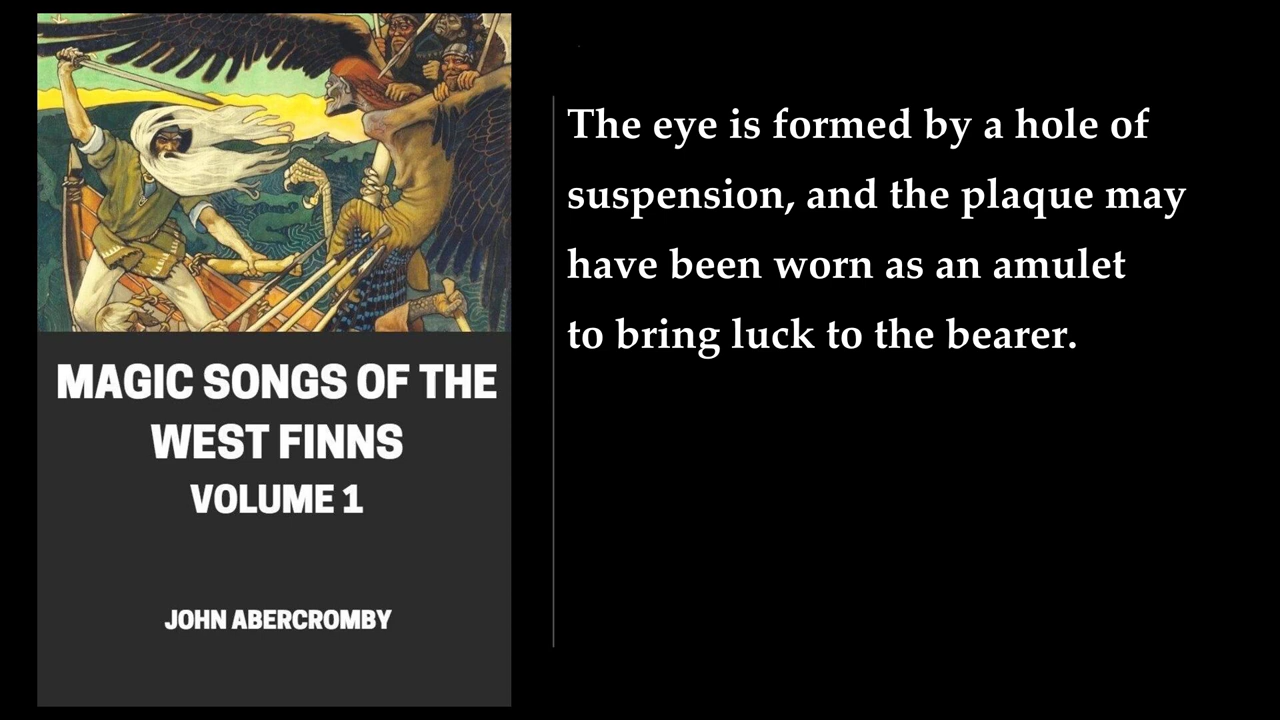 MAGIC SONGS OF THE
WEST FINNS
VOLUME 1
JOHN ABERCROMBY
The eye is formed by a hole of
suspension, and the plaque may
have been worn as an amulet
to bring luck to the bearer.